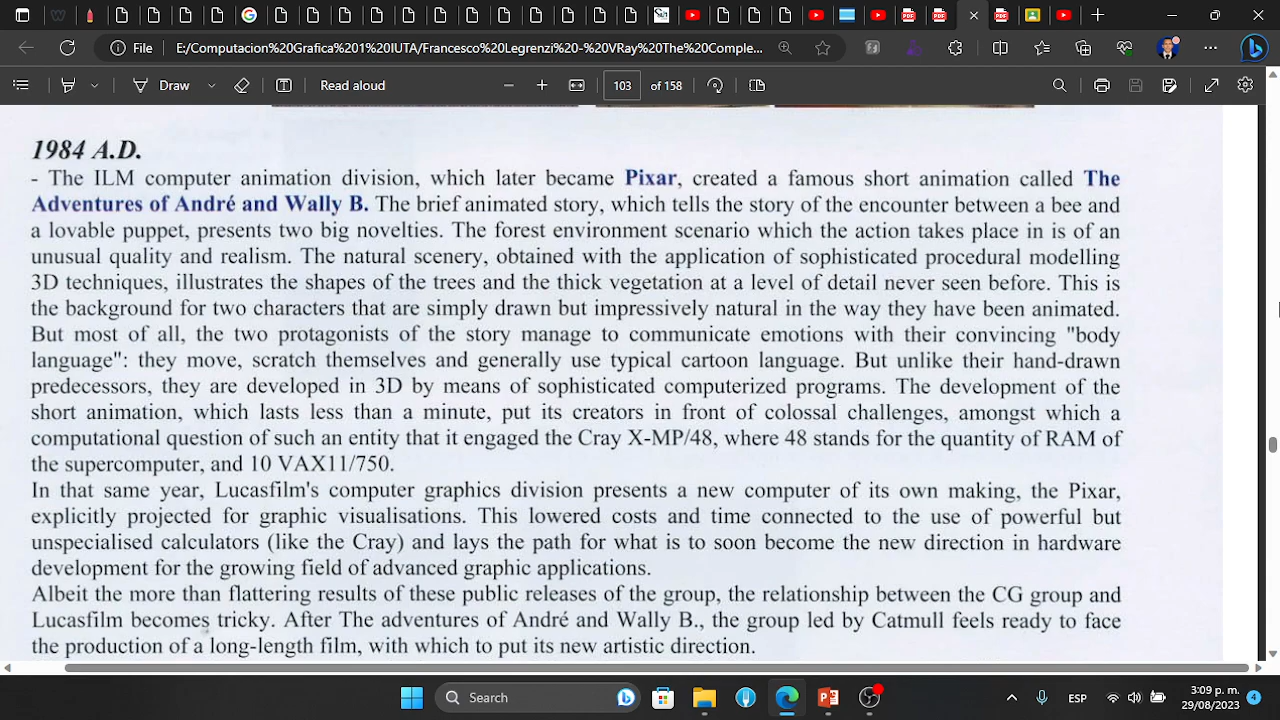 File
E:/Computacion%20Grafica%201%20IUTA/Francesco%20Legrenzi%20-%20VRay%20The%20Comple...
Draw
Read aloud
103
of 158
1984 A.D.
- The ILM computer animation division, which later became Pixar, created a famous short animation called The
Adventures of André and Wally B. The brief animated story, which tells the story of the encounter between a bee and
a lovable puppet, presents two big novelties. The forest environment scenario which the action takes place in is of an
unusual quality and realism. The natural scenery, obtained with the application of sophisticated procedural modelling
3D techniques, illustrates the shapes of the trees and the thick vegetation at a level of detail never seen before. This is
the background for two characters that are simply drawn but impressively natural in the way they have been animated.
But most of all, the two protagonists of the story manage to communicate emotions with their convincing "body
language": they move, scratch themselves and generally use typical cartoon language. But unlike their hand-drawn
predecessors, they are developed in 3D by means of sophisticated computerized programs. The development of the
short animation, which lasts less than a minute, put its creators in front of colossal challenges, amongst which a
computational question of such an entity that it engaged the Cray X-MP/48, where 48 stands for the quantity of RAM of
the supercomputer, and 10 VAX11/750.
In that same year, Lucasfilm's computer graphics division presents a new computer of its own making, the Pixar,
explicitly projected for graphic visualisations. This lowered costs and time connected to the use of powerful but
unspecialised calculators (like the Cray) and lays the path for what is to soon become the new direction in hardware
development for the growing field of advanced graphic applications.
Albeit the more than flattering results of these public releases of the group, the relationship between the CG group and
Lucasfilm becomes tricky. After The adventures of André and Wally B., the group led by Catmull feels ready to face
the production of a long-length film, with which to put its new artistic direction.
Search
ESP
3:09 p. m.
29/08/2023
4